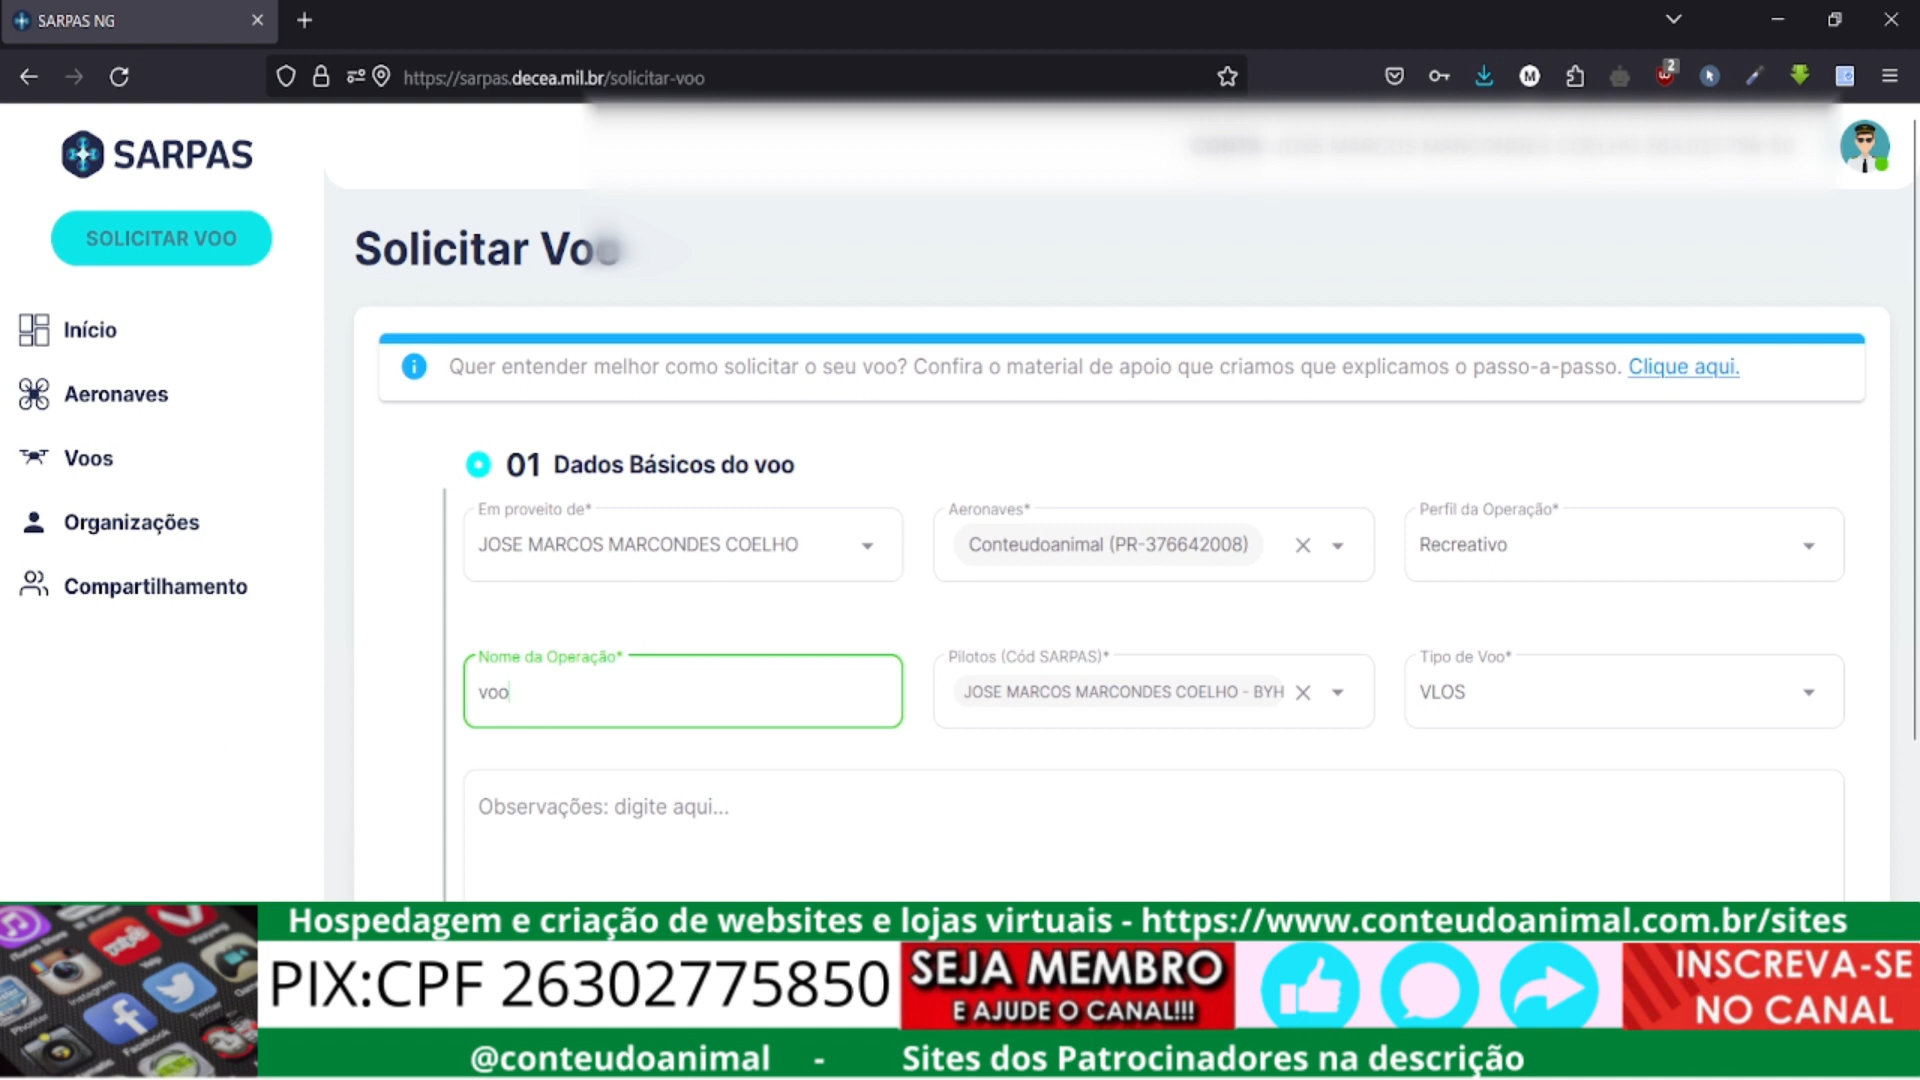 SARPAS NG
https://sarpas.decea.mil.br/solicitar-voo
M
2
SARPAS
SOLICITAR VOO
Início
Aeronaves
Voos
Organizações
Compartilhamento
Solicitar Voo
Quer entender melhor como solicitar o seu voo? Confira o material de apoio que criamos que explicamos o passo-a-passo. Clique aqui.
01 Dados Básicos do voo
Em proveito de*
JOSE MARCOS MARCONDES COELHO
Aeronaves*
Conteudoanimal (PR-376642008)
Perfil da Operação*
Recreativo
Nome da Operação*
voo
Pilotos (Cód SARPAS)*
JOSE MARCOS MARCONDES COELHO - BYH
Tipo de Voo*
VLOS
Observações: digite aqui...
Hospedagem e criação de websites e lojas virtuais - https://www.conteudoanimal.com.br/sites
PIX:CPF 26302775850
SEJA MEMBRO
E AJUDE O CANAL!!!
INSCREVA-SE
NO CANAL
@conteudoanimal - Sites dos Patrocinadores na descrição